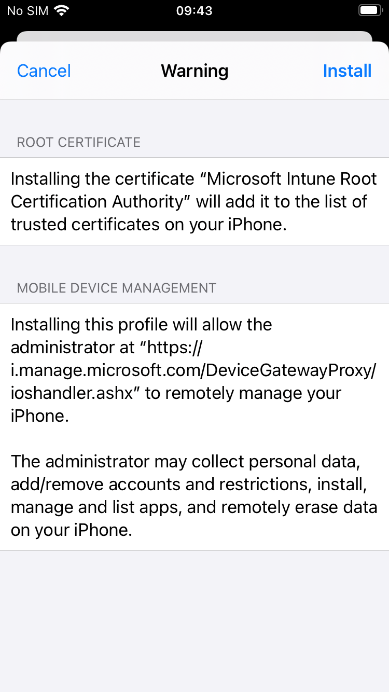 No SIM 09:43
Cancel Warning Install
ROOT CERTIFICATE
Installing the certificate “Microsoft Intune Root
Certification Authority” will add it to the list of
trusted certificates on your iPhone.
MOBILE DEVICE MANAGEMENT
Installing this profile will allow the
administrator at “https://
i.manage.microsoft.com/DeviceGatewayProxy/
ioshandler.ashx” to remotely manage your
iPhone.
The administrator may collect personal data,
add/remove accounts and restrictions, install,
manage and list apps, and remotely erase data
on your iPhone.